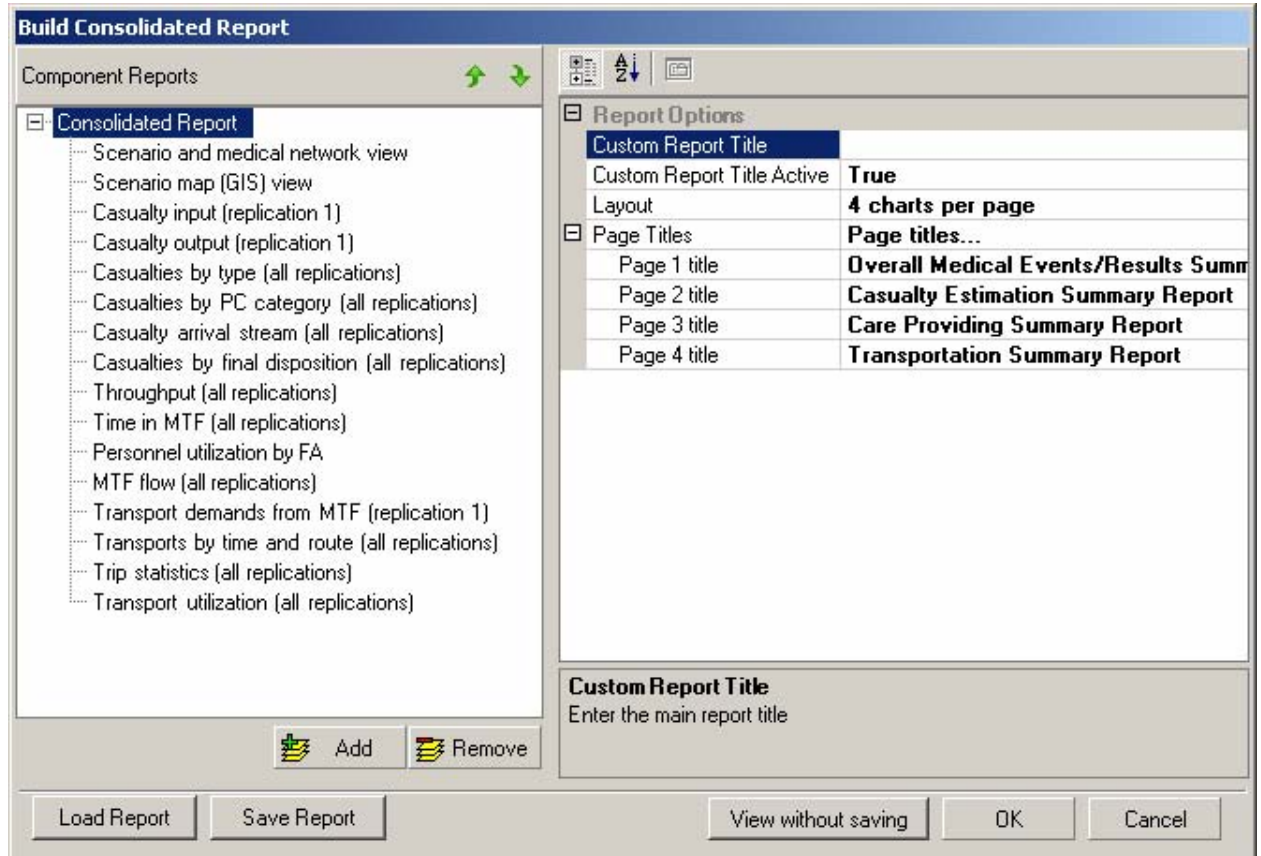 Build Consolidated Report
Component Reports
Consolidated Report
Scenario and medical network view
Scenario map (GIS) view
Casualty input (replication 1)
Casualty output (replication 1)
Casualties by type (all replications)
Casualties by PC category (all replications)
Casualty arrival stream (all replications)
Casualties by final disposition (all replications)
Throughput (all replications)
Time in MTF (all replications)
Personnel utilization by FA
MTF flow (all replications)
Transport demands from MTF (replication 1)
Transports by time and route (all replications)
Trip statistics (all replications)
Transport utilization (all replications)
Add
Remove
A
Z
Report Options
Custom Report Title
Custom Report Title Active True
Layout 4 charts per page
Page Titles Page titles...
Page 1 title Overall Medical Events/Results Summ
Page 2 title Casualty Estimation Summary Report
Page 3 title Care Providing Summary Report
Page 4 title Transportation Summary Report
Custom Report Title
Enter the main report title
Load Report
Save Report
View without saving
OK
Cancel